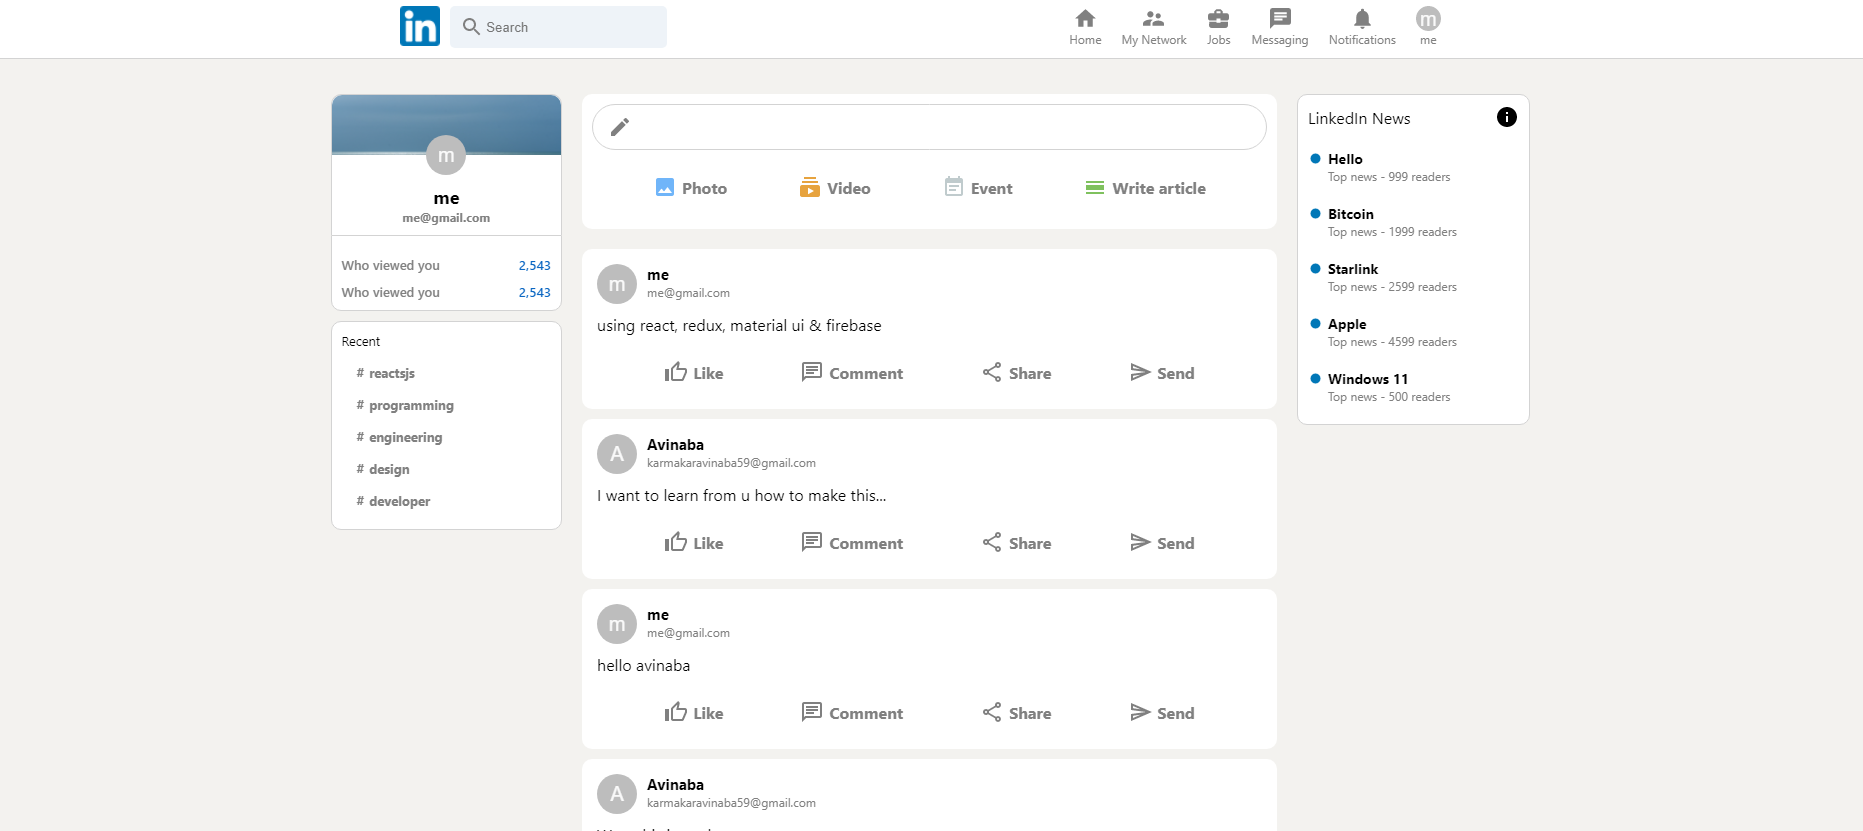 in
Search
Home
My Network
Jobs
Messaging
Notifications
m
me
m
me
me@gmail.com
Who viewed you 2,543
Who viewed you 2,543
Recent
# reactsjs
# programming
# engineering
# design
# developer
Photo
Video
Event
Write article
m
me
me@gmail.com
using react, redux, material ui & firebase
Like
Comment
Share
Send
A
Avinaba
karmakaravinaba59@gmail.com
I want to learn from u how to make this...
Like
Comment
Share
Send
m
me
me@gmail.com
hello avinaba
Like
Comment
Share
Send
A
Avinaba
karmakaravinaba59@gmail.com
LinkedIn News
Hello
Top news - 999 readers
Bitcoin
Top news - 1999 readers
Starlink
Top news - 2599 readers
Apple
Top news - 4599 readers
Windows 11
Top news - 500 readers